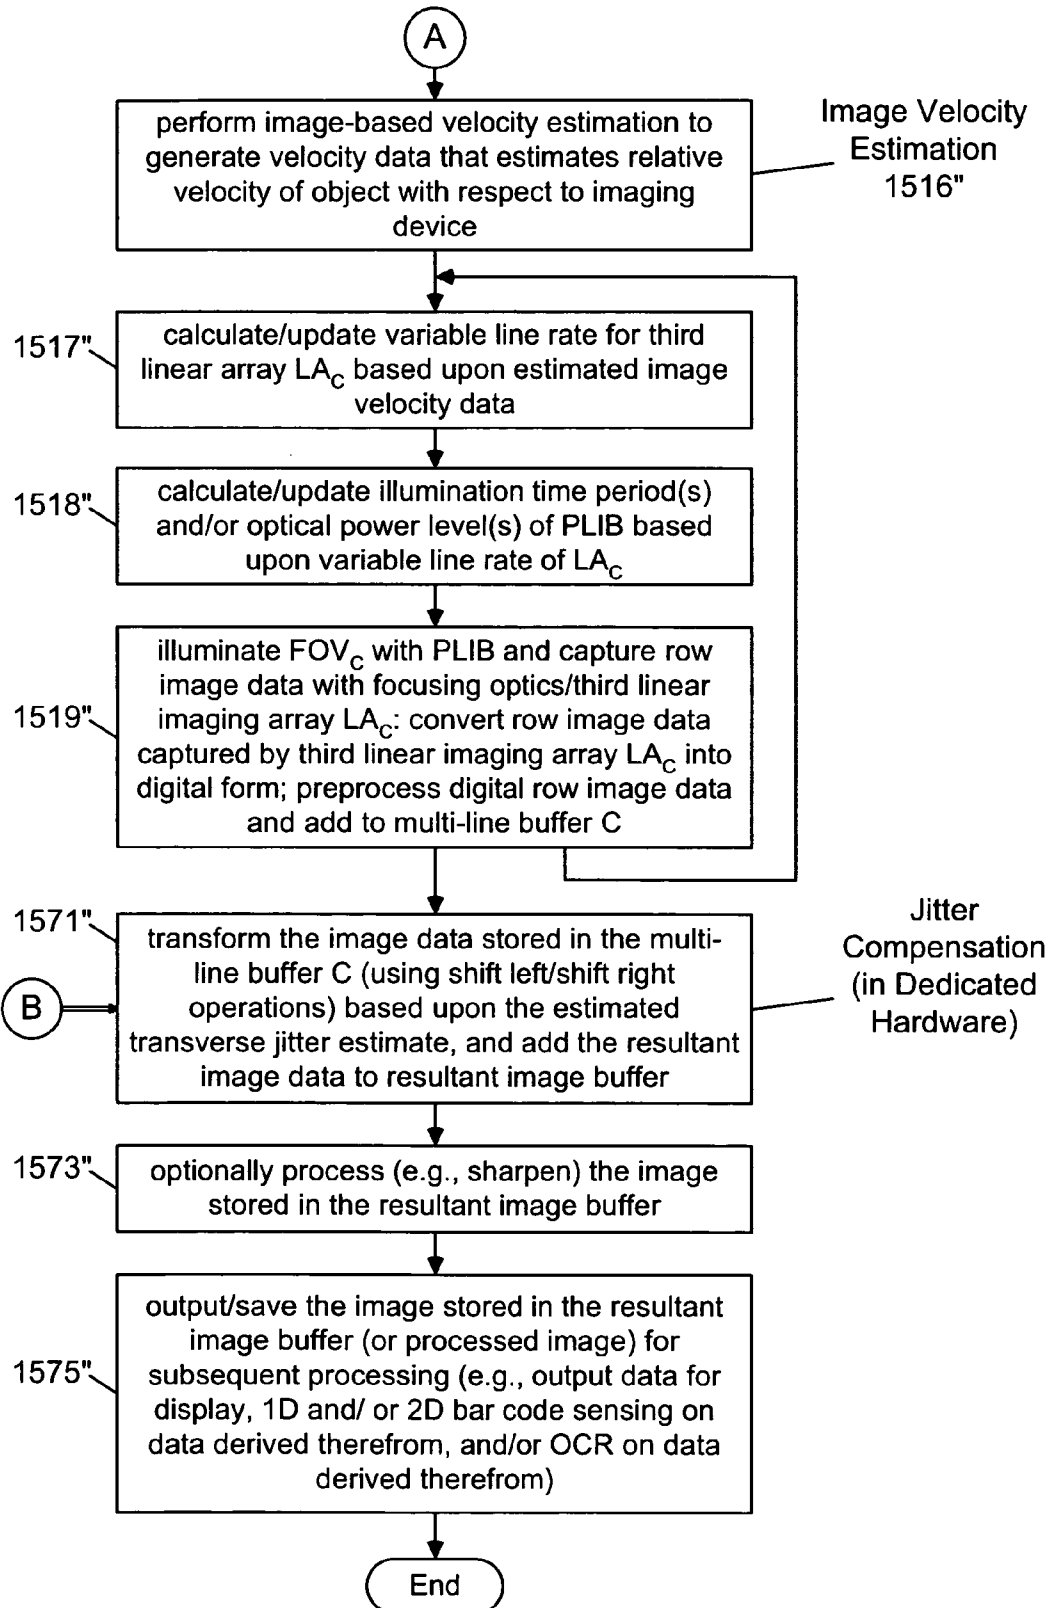 A
perform image-based velocity estimation to
generate velocity data that estimates relative
velocity of object with respect to imaging
device
Image Velocity
Estimation
1516"
1517"
calculate/update variable line rate for third
linear array LAC based upon estimated image
velocity data
1518"
calculate/update illumination time period(s)
and/or optical power level(s) of PLIB based
upon variable line rate of LAC
1519"
illuminate FOVC with PLIB and capture row
image data with focusing optics/third linear
imaging array LAC: convert row image data
captured by third linear imaging array LAC into
digital form; preprocess digital row image data
and add to multi-line buffer C
1571"
B
transform the image data stored in the multi-
line buffer C (using shift left/shift right
operations) based upon the estimated
transverse jitter estimate, and add the resultant
image data to resultant image buffer
Jitter
Compensation
(in Dedicated
Hardware)
1573"
optionally process (e.g., sharpen) the image
stored in the resultant image buffer
1575"
output/save the image stored in the resultant
image buffer (or processed image) for
subsequent processing (e.g., output data for
display, 1D and/ or 2D bar code sensing on
data derived therefrom, and/or OCR on data
derived therefrom)
End